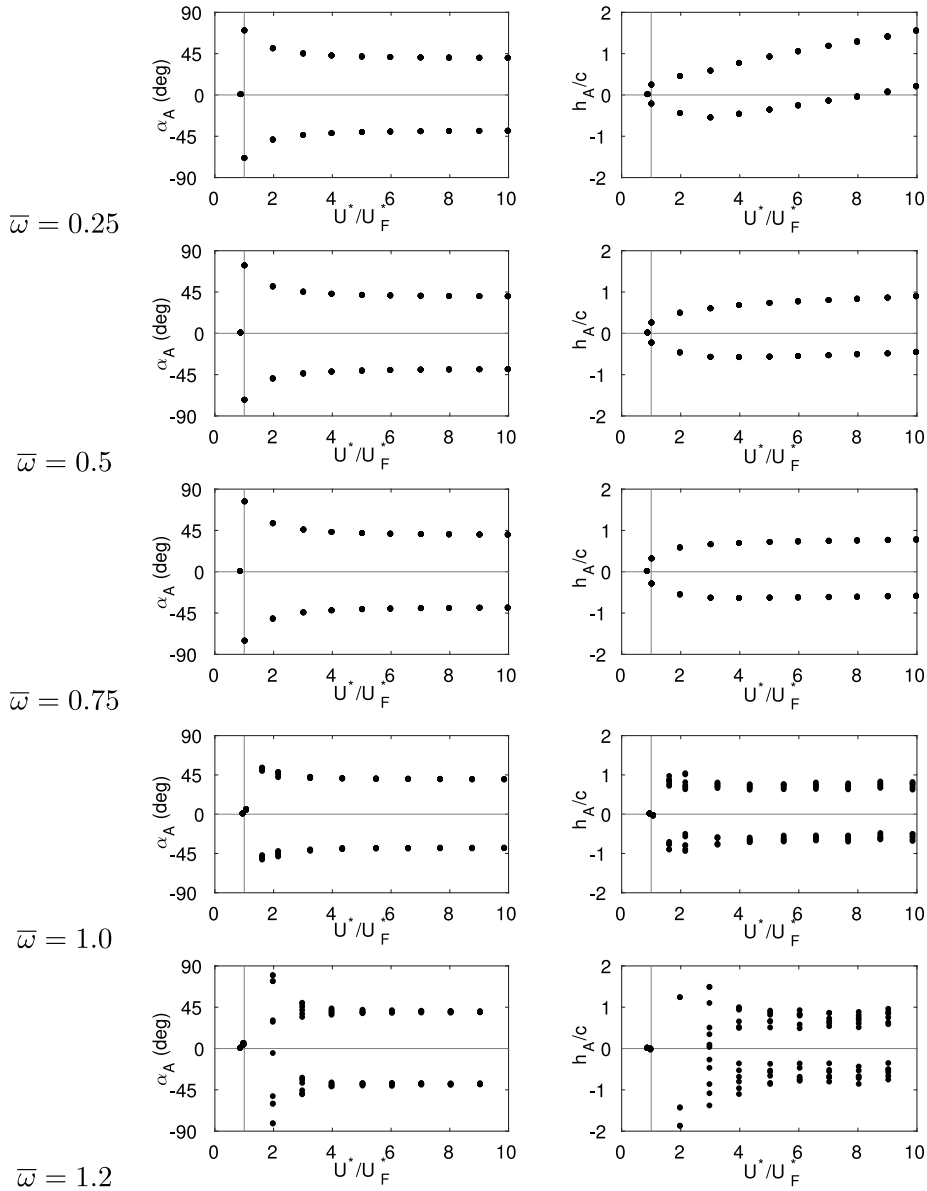 90 45 0 -45 -90
α_A (deg)
0 2 4 6 8 10
U*/U*_F
2 1 0 -1 -2
h_A/c
0 2 4 6 8 10
U*/U*_F
ω̅ = 0.25
90 45 0 -45 -90
α_A (deg)
0 2 4 6 8 10
U*/U*_F
2 1 0 -1 -2
h_A/c
0 2 4 6 8 10
U*/U*_F
ω̅ = 0.5
90 45 0 -45 -90
α_A (deg)
0 2 4 6 8 10
U*/U*_F
2 1 0 -1 -2
h_A/c
0 2 4 6 8 10
U*/U*_F
ω̅ = 0.75
90 45 0 -45 -90
α_A (deg)
0 2 4 6 8 10
U*/U*_F
2 1 0 -1 -2
h_A/c
0 2 4 6 8 10
U*/U*_F
ω̅ = 1.0
90 45 0 -45 -90
α_A (deg)
0 2 4 6 8 10
U*/U*_F
2 1 0 -1 -2
h_A/c
0 2 4 6 8 10
U*/U*_F
ω̅ = 1.2